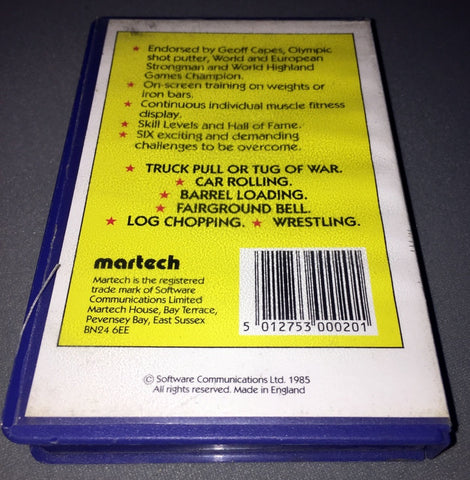 ★ Endorsed by Geoff Capes, Olympic
shot putter, World and European
Strongman and World Highland
Games Champion.
★ On-screen training on weights or
iron bars.
★ Continuous individual muscle fitness
display.
★ Skill Levels and Hall of Fame.
★ SIX exciting and demanding
challenges to be overcome.
★ TRUCK PULL OR TUG OF WAR.
★ CAR ROLLING.
★ BARREL LOADING.
★ FAIRGROUND BELL.
★ LOG CHOPPING. ★ WRESTLING.
martech
Martech is the registered
trade mark of Software
Communications Limited
Martech House, Bay Terrace,
Pevensey Bay, East Sussex
BN24 6EE
5 012753 000201
© Software Communications Ltd. 1985
All rights reserved. Made in England